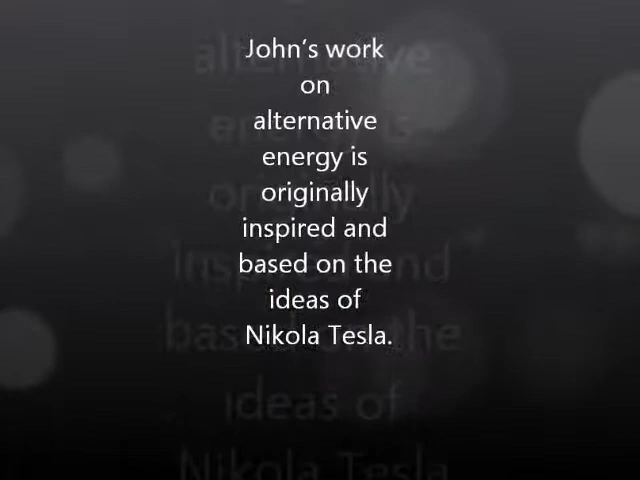 John's work
on
alternative
energy is
originally
inspired and
based on the
ideas of
Nikola Tesla.